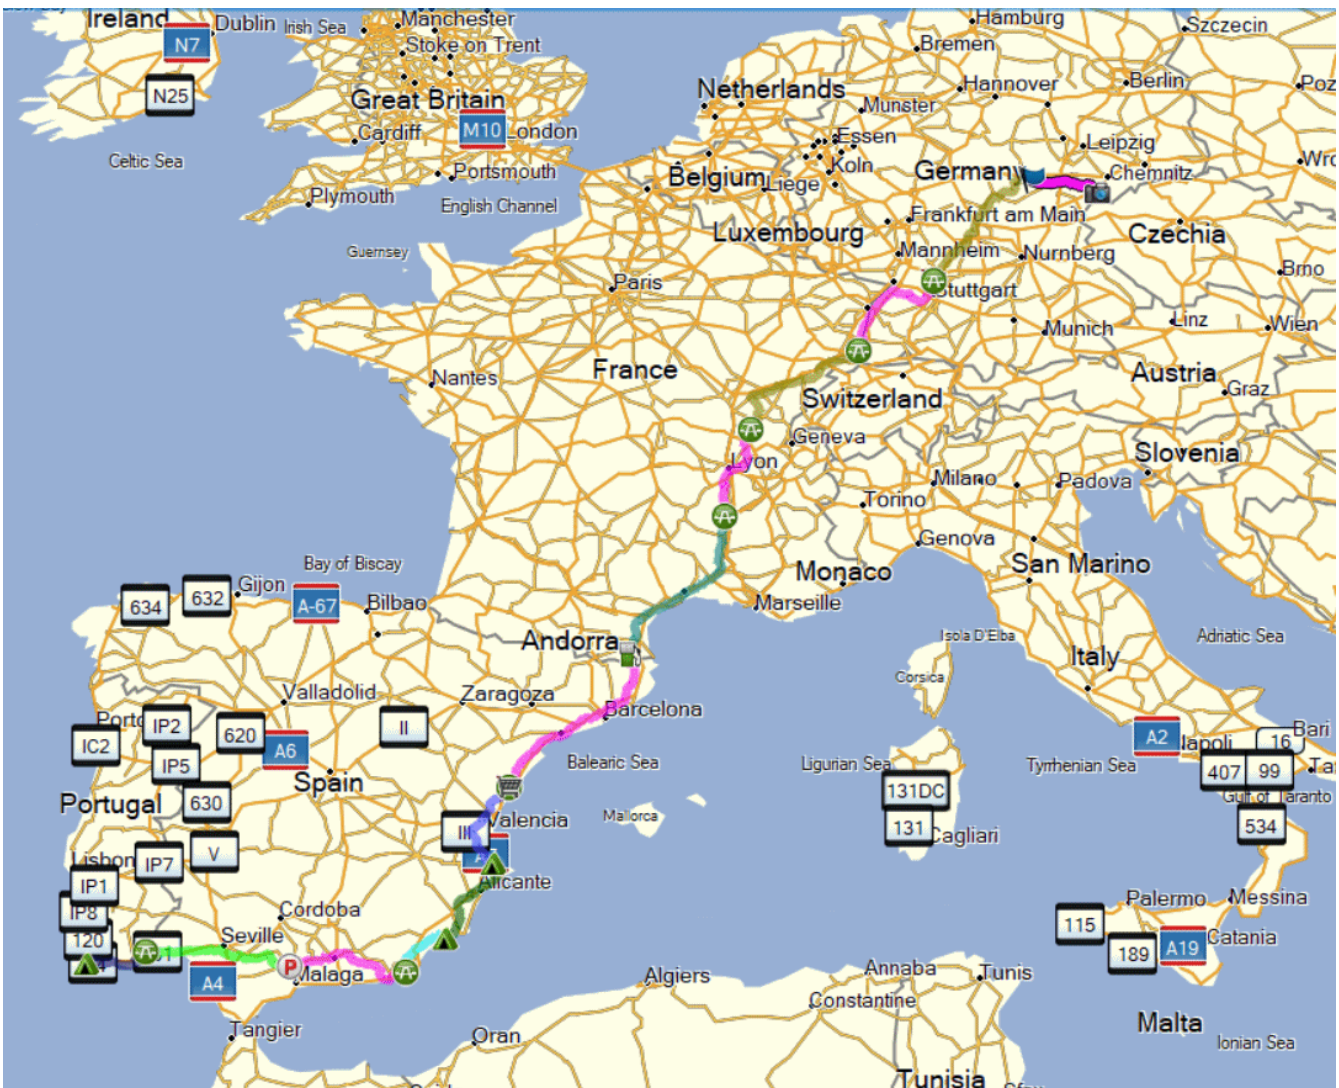 Ireland
Dublin
Irish Sea
Manchester
Hamburg
Szczecin
N7
Stoke on Trent
Bremen
Netherlands
Hannover
Berlin
Poz
N25
Great Britain
Munster
Cardiff
M10
London
Essen
Leipzig
Celtic Sea
Koln
Wro
Portsmouth
Belgium
Liege
Germany
Chemnitz
Plymouth
English Channel
Frankfurt am Main
Luxembourg
Czechia
Guernsey
Mannheim
Nurnberg
Brno
Paris
Stuttgart
Linz
Wien
Munich
France
Nantes
Austria
Graz
Switzerland
Geneva
Slovenia
Lyon
Milano
Padova
Torino
Genova
Bay of Biscay
San Marino
Monaco
Gijon
632
634
A-67
Bilbao
Marseille
Andorra
Isola D'Elba
Adriatic Sea
Italy
Corsica
Valladolid
Zaragoza
Barcelona
Porto
IP2
II
IC2
620
A6
A2
Napoli
16
Bari
IP5
Balearic Sea
Ligurian Sea
Tyrrhenian Sea
407
99
Ta
Spain
131DC
Gulf of Taranto
Portugal
630
Mallorca
III
Valencia
131
Cagliari
534
Lisbon
IP7
V
A7
Alicante
IP1
IP8
Cordoba
Palermo
Messina
115
120
Seville
189
A19
Catania
P
Malaga
A4
Algiers
Annaba
Tunis
Constantine
Malta
Tangier
Oran
Ionian Sea
Tunisia